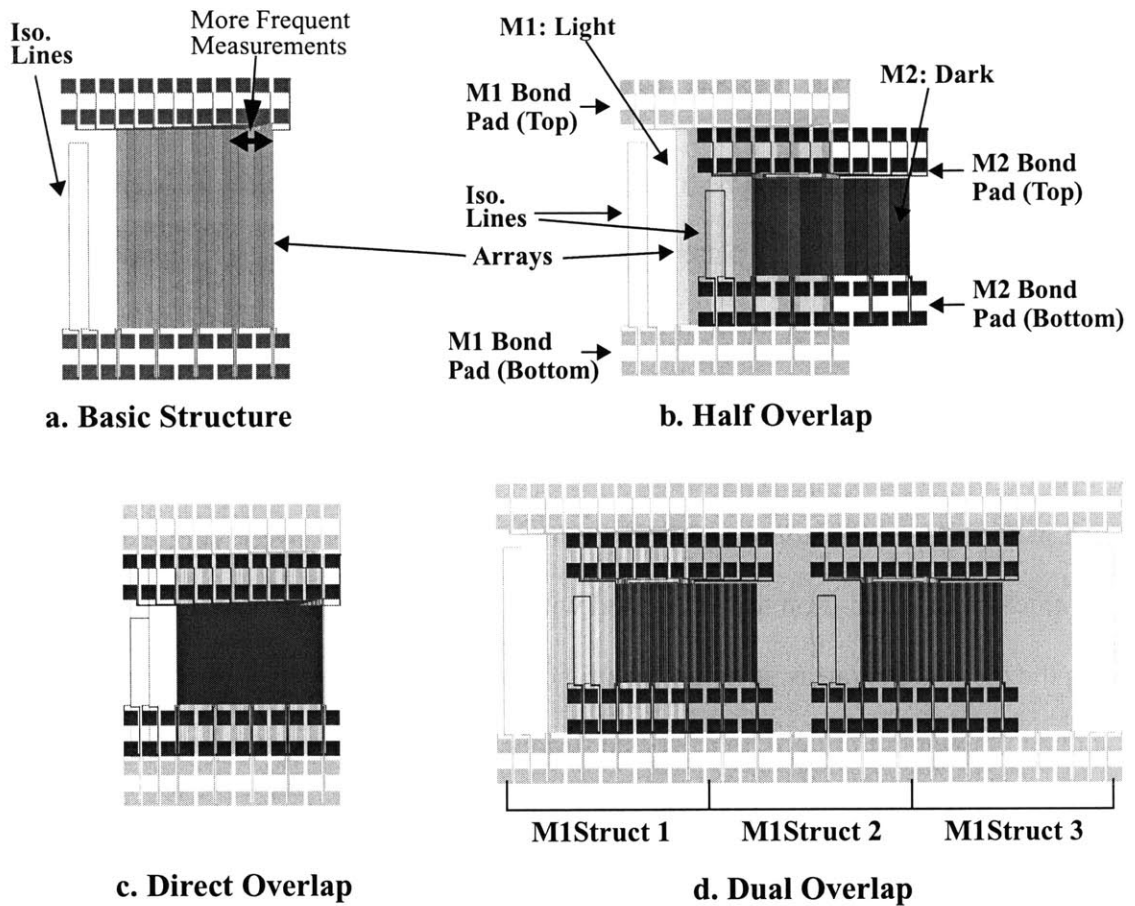 Iso.
Lines
More Frequent
Measurements
a. Basic Structure
M1: Light
M2: Dark
M1 Bond
Pad (Top)
M2 Bond
Pad (Top)
Iso.
Lines
Arrays
M2 Bond
Pad (Bottom)
M1 Bond
Pad (Bottom)
b. Half Overlap
c. Direct Overlap
M1Struct 1
M1Struct 2
M1Struct 3
d. Dual Overlap